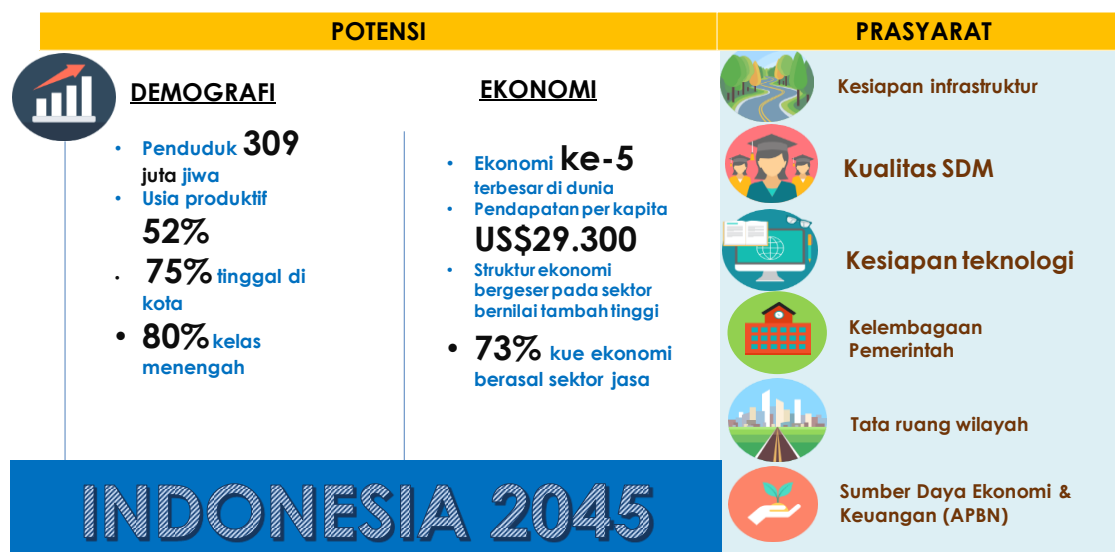 POTENSI
PRASYARAT
DEMOGRAFI
• Penduduk 309
juta jiwa
• Usia produktif
52%
• 75% tinggal di
kota
• 80% kelas
menengah
EKONOMI
• Ekonomi ke-5
terbesar di dunia
• Pendapatan per kapita
US$29.300
• Struktur ekonomi
bergeser pada sektor
bernilai tambah tinggi
• 73% kue ekonomi
berasal sektor jasa
Kesiapan infrastruktur
Kualitas SDM
Kesiapan teknologi
Kelembagaan
Pemerintah
Tata ruang wilayah
Sumber Daya Ekonomi &
Keuangan (APBN)
INDONESIA 2045